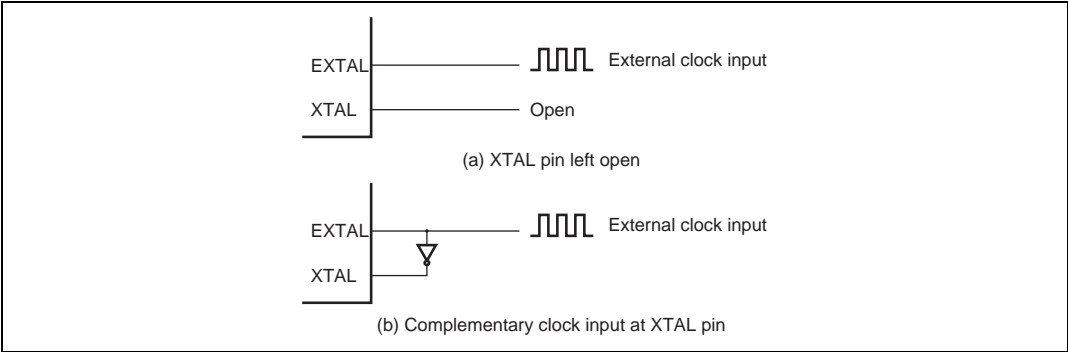 EXTAL
External clock input
XTAL
Open
(a) XTAL pin left open
EXTAL
External clock input
XTAL
(b) Complementary clock input at XTAL pin